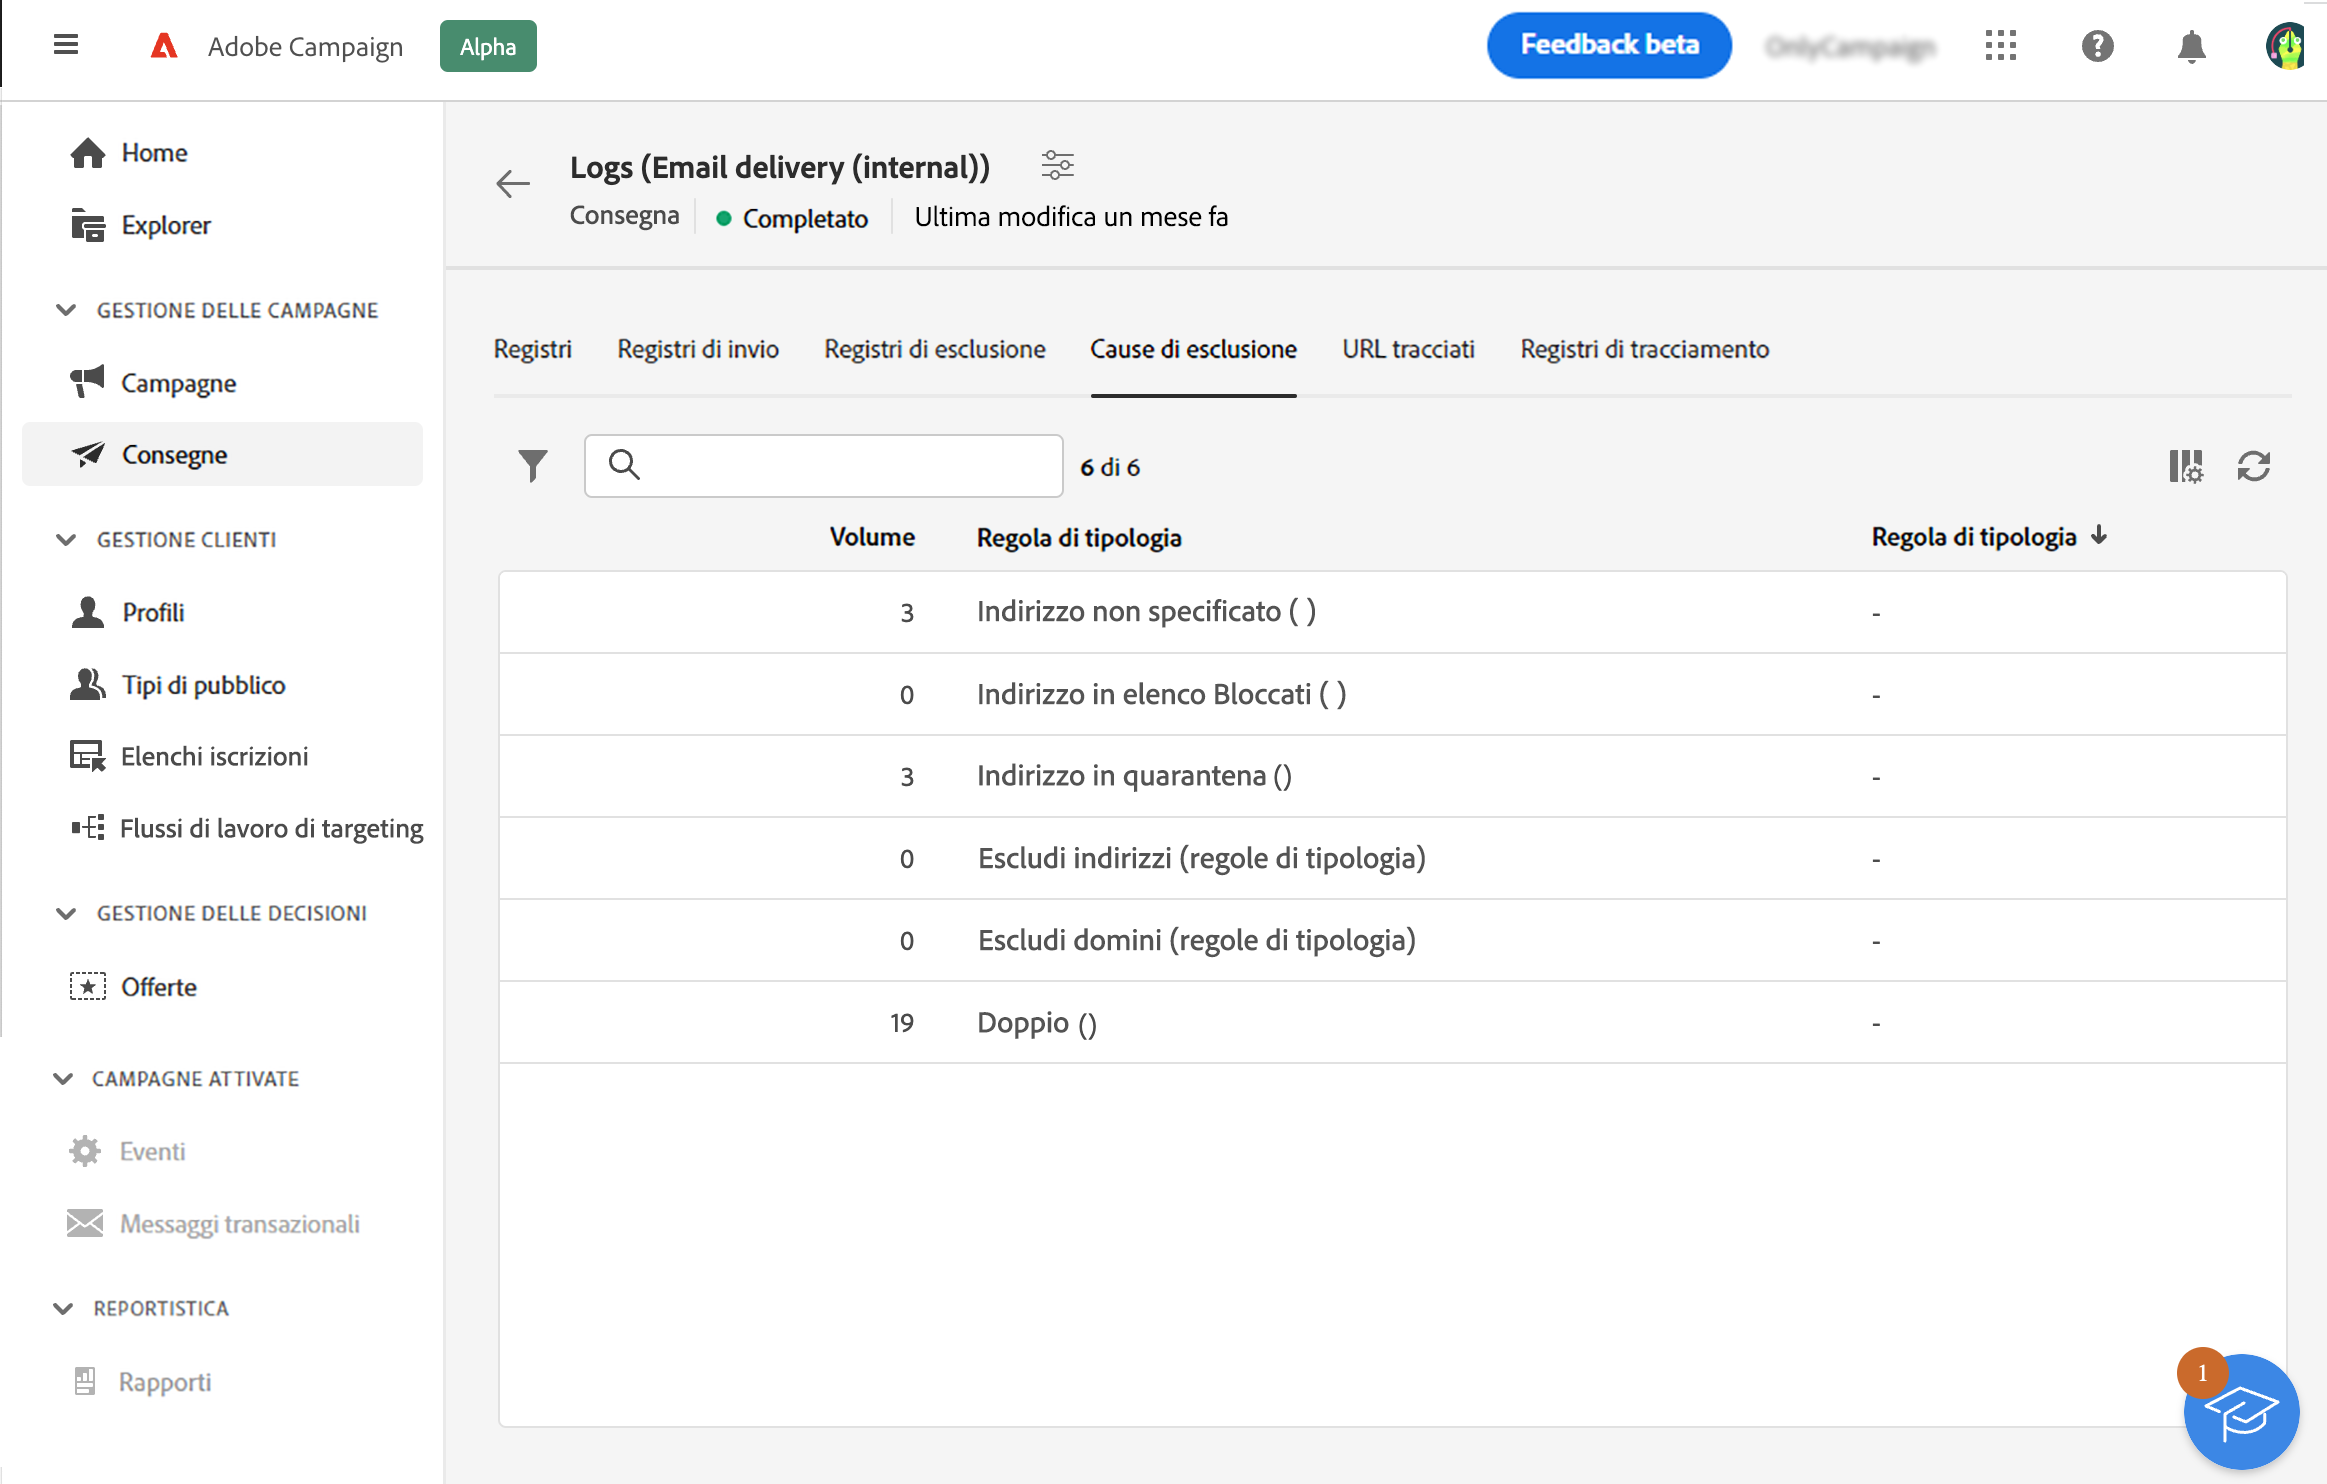 Adobe Campaign Alpha Feedback beta
Home
Explorer
GESTIONE DELLE CAMPAGNE
Campagne
Consegne
GESTIONE CLIENTI
Profili
Tipi di pubblico
Elenchi iscrizioni
Flussi di lavoro di targeting
GESTIONE DELLE DECISIONI
Offerte
CAMPAGNE ATTIVATE
Eventi
Messaggi transazionali
REPORTISTICA
Rapporti
Logs (Email delivery (internal))
Consegna Completato Ultima modifica un mese fa
Registri Registri di invio Registri di esclusione Cause di esclusione URL tracciati Registri di tracciamento
6 di 6
Volume Regola di tipologia Regola di tipologia
3 Indirizzo non specificato ( ) -
0 Indirizzo in elenco Bloccati ( ) -
3 Indirizzo in quarantena () -
0 Escludi indirizzi (regole di tipologia) -
0 Escludi domini (regole di tipologia) -
19 Doppio () -
1